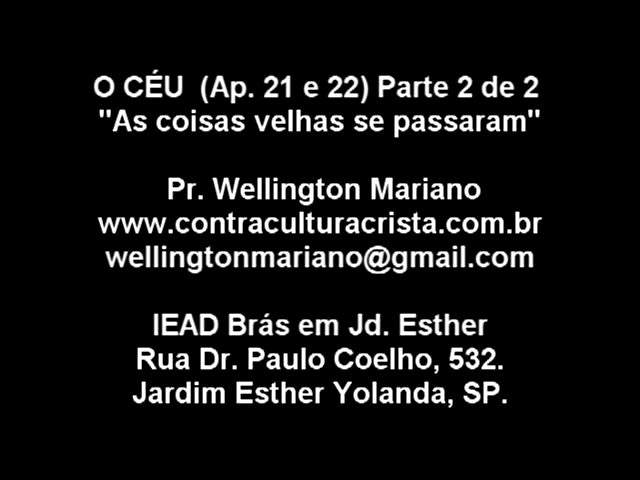 O CÉU (Ap. 21 e 22) Parte 2 de 2
"As coisas velhas se passaram"
Pr. Wellington Mariano
www.contraculturacrista.com.br
wellingtonmariano@gmail.com
IEAD Brás em Jd. Esther
Rua Dr. Paulo Coelho, 532.
Jardim Esther Yolanda, SP.